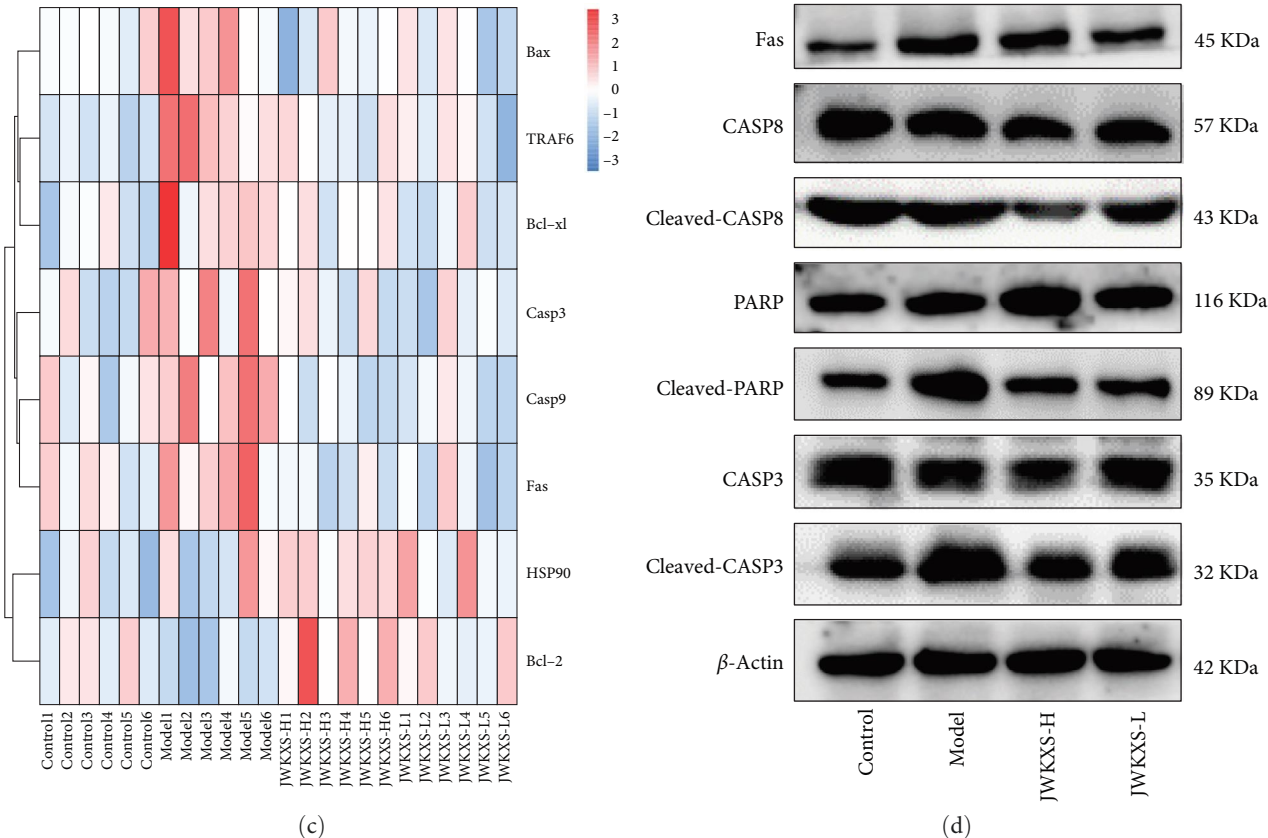 3
2
1
0
−1
−2
−3
Bax
TRAF6
Bcl−xl
Casp3
Casp9
Fas
HSP90
Bcl−2
Control1
Control2
Control3
Control4
Control5
Control6
Model1
Model2
Model3
Model4
Model5
Model6
JWKXS-H1
JWKXS-H2
JWKXS-H3
JWKXS-H4
JWKXS-H5
JWKXS-H6
JWKXS-L1
JWKXS-L2
JWKXS-L3
JWKXS-L4
JWKXS-L5
JWKXS-L6
(c)
Fas 45 KDa
CASP8 57 KDa
Cleaved-CASP8 43 KDa
PARP 116 KDa
Cleaved-PARP 89 KDa
CASP3 35 KDa
Cleaved-CASP3 32 KDa
β-Actin 42 KDa
Control
Model
JWKXS-H
JWKXS-L
(d)